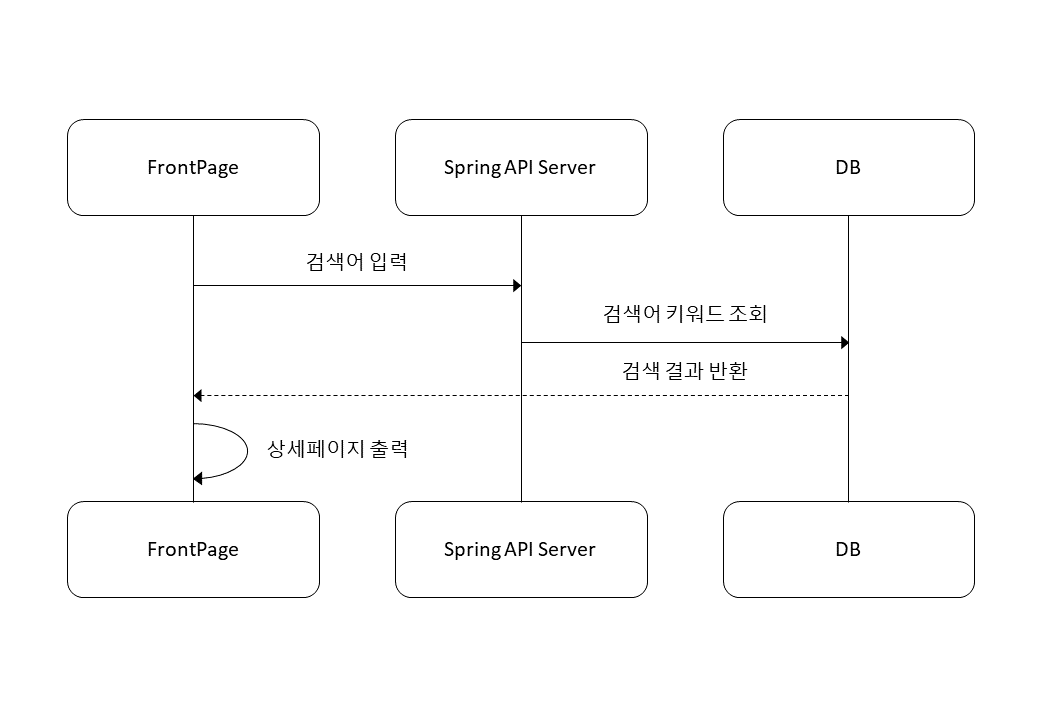 FrontPage
Spring API Server
DB
검색어 입력
검색어 키워드 조회
검색 결과 반환
상세페이지 출력
FrontPage
Spring API Server
DB